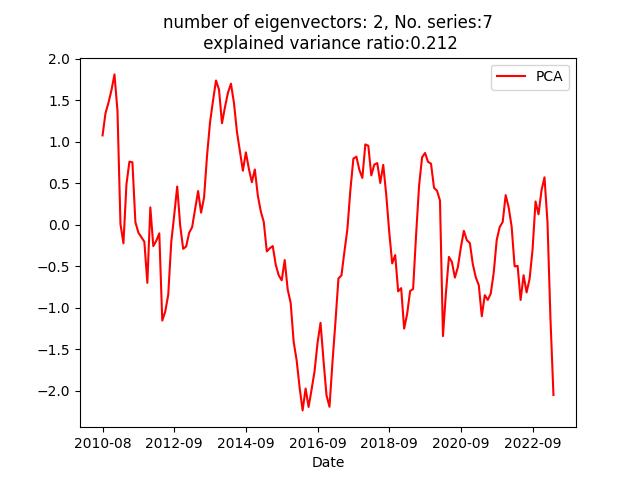 number of eigenvectors: 2, No. series:7
explained variance ratio:0.212
PCA
2.0
1.5
1.0
0.5
0.0
−0.5
−1.0
−1.5
−2.0
2010-08 2012-09 2014-09 2016-09 2018-09 2020-09 2022-09
Date